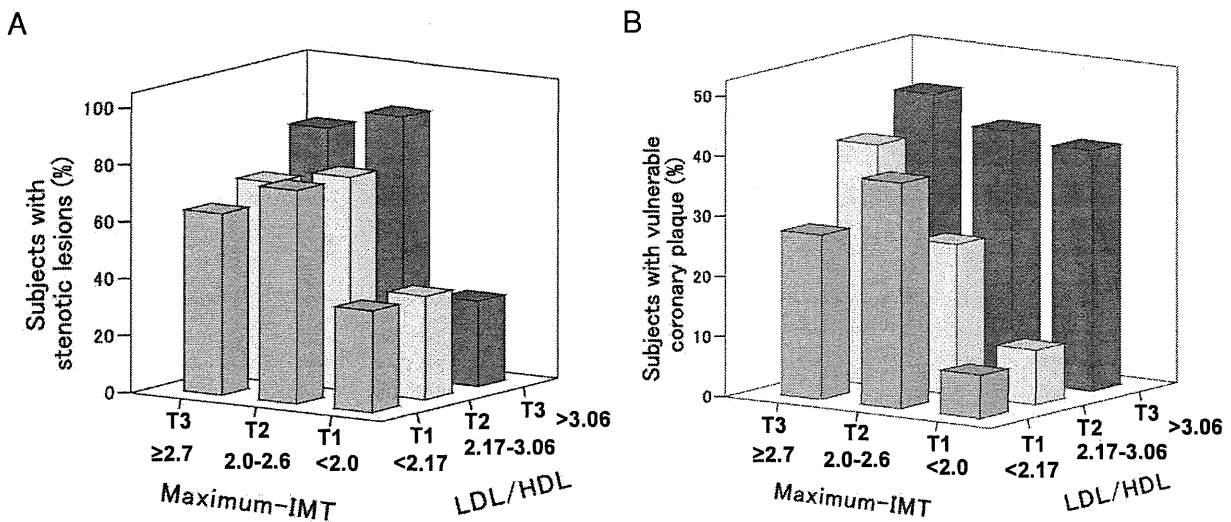 A
Subjects with
stenotic lesions (%)
100
80
60
40
20
0
T3
T2
T1
≥2.7
2.0-2.6
<2.0
Maximum-IMT
T1
T2
T3
<2.17
2.17-3.06
>3.06
LDL/HDL
B
Subjects with vulnerable
coronary plaque (%)
50
40
30
20
10
0
T3
T2
T1
≥2.7
2.0-2.6
<2.0
Maximum-IMT
T1
T2
T3
<2.17
2.17-3.06
>3.06
LDL/HDL